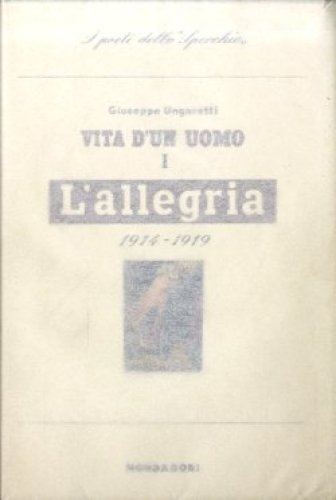 I poeti dello "Specchio"
Giuseppe Ungaretti
VITA D'UN UOMO
I
L'allegria
1914-1919
MONDADORI